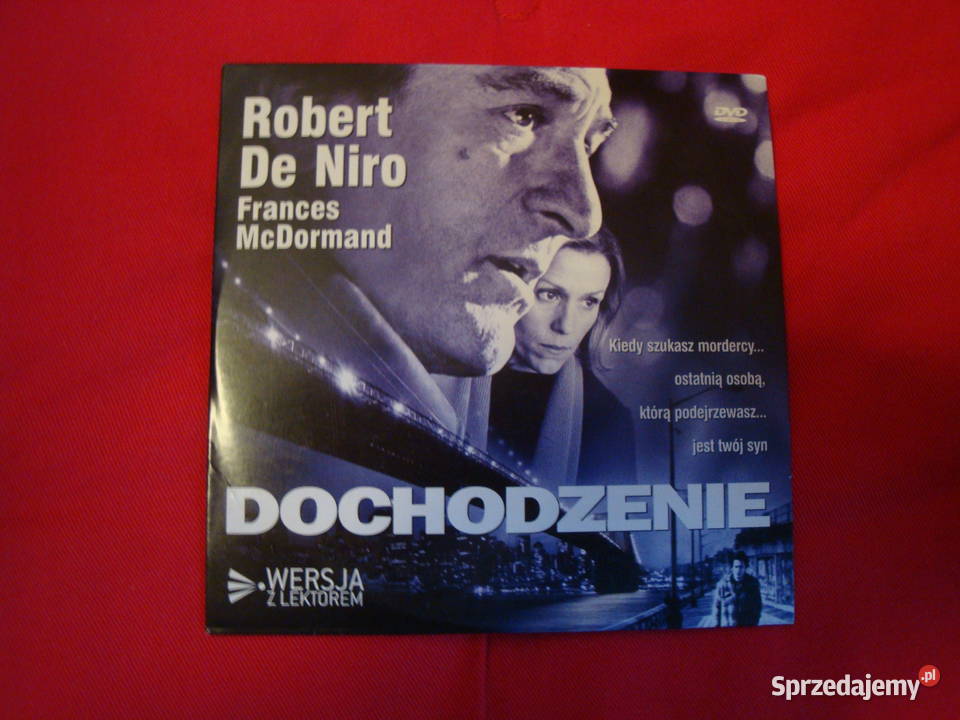 Robert
De Niro
Frances
McDormand
DVD
Kiedy szukasz mordercy...
ostatnią osobą,
którą podejrzewasz...
jest twój syn
DOCHODZENIE
WERSJA
Z LEKTOREM
Sprzedajemy.pl